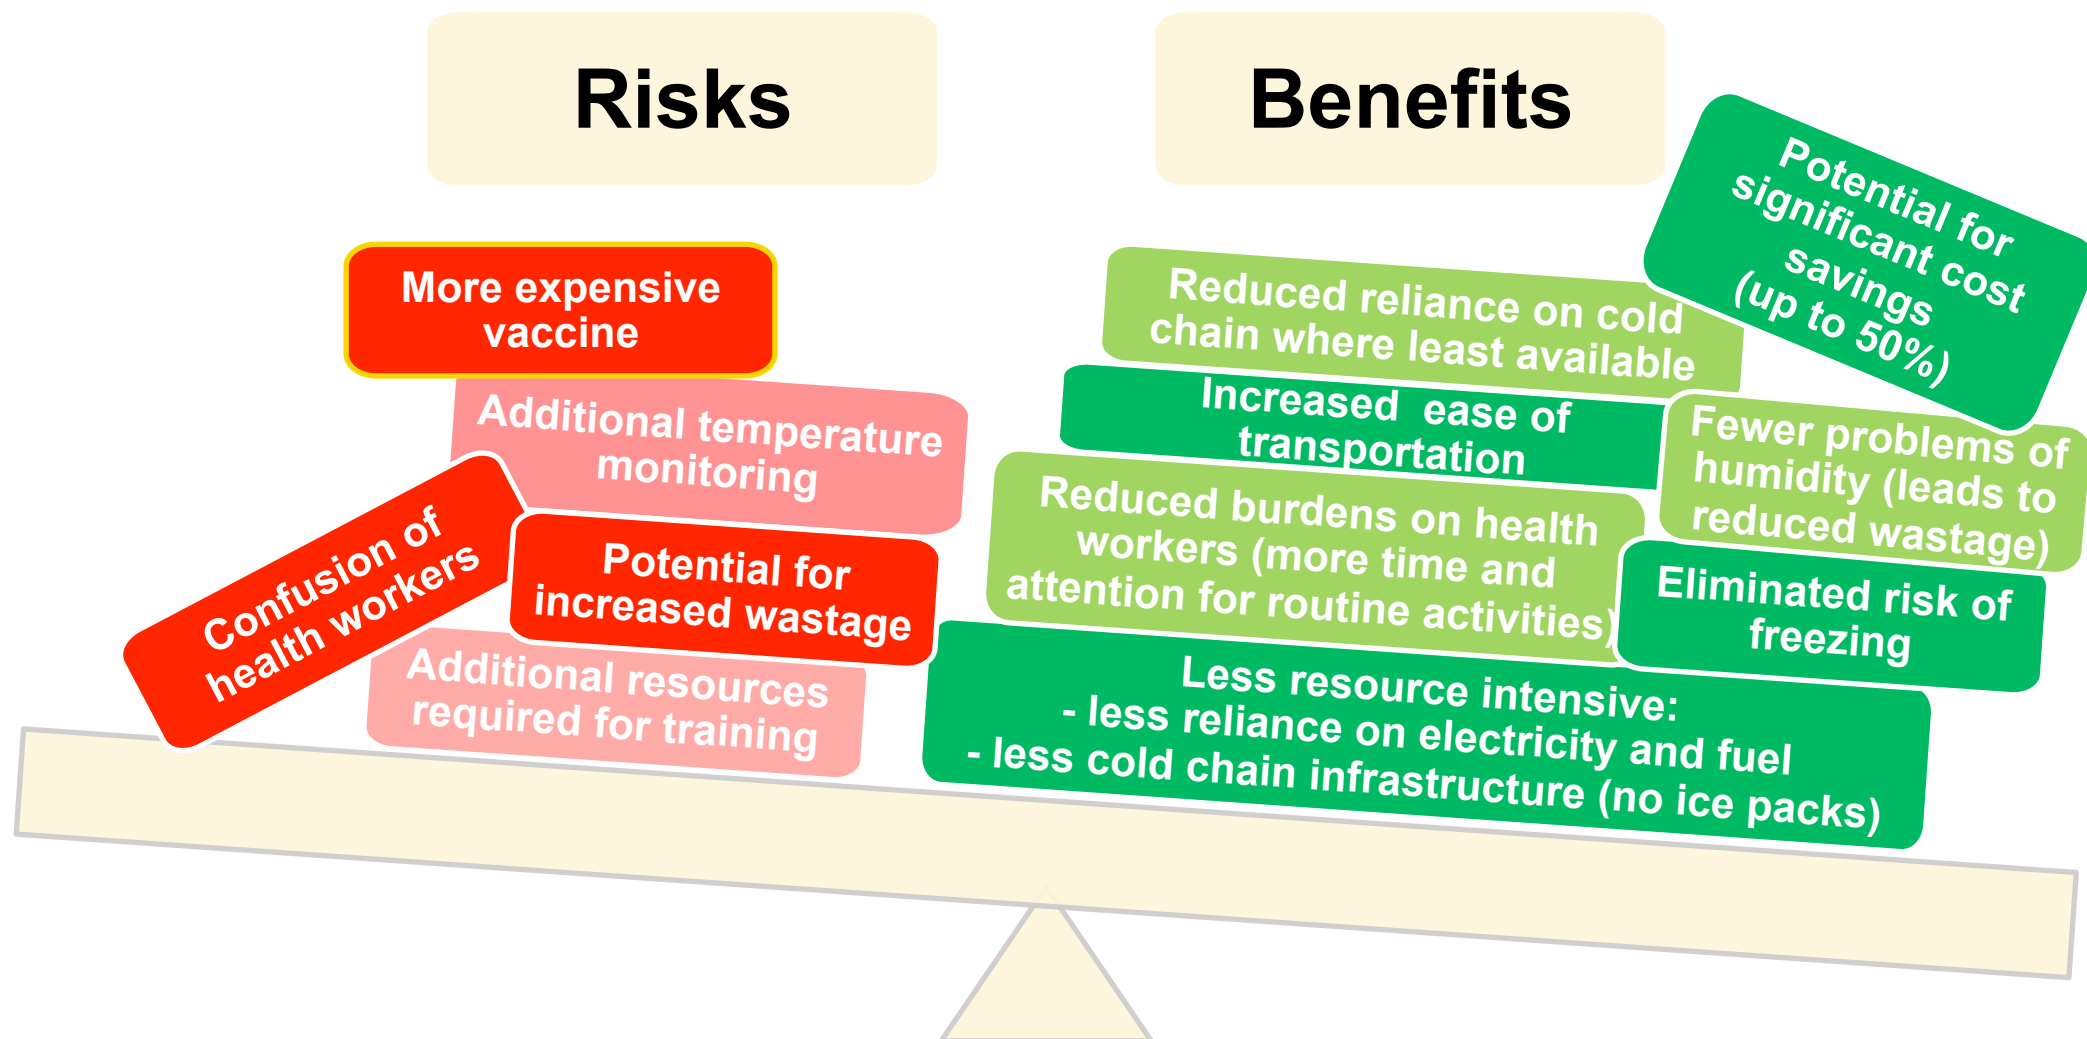 Risks
Benefits
More expensive
vaccine
Additional temperature
monitoring
Confusion of
health workers
Potential for
increased wastage
Additional resources
required for training
Potential for
significant cost
savings
(up to 50%)
Reduced reliance on cold
chain where least available
Increased  ease of
transportation
Fewer problems of
humidity (leads to
reduced wastage)
Reduced burdens on health
workers (more time and
attention for routine activities)
Eliminated risk of
freezing
Less resource intensive:
- less reliance on electricity and fuel
- less cold chain infrastructure (no ice packs)